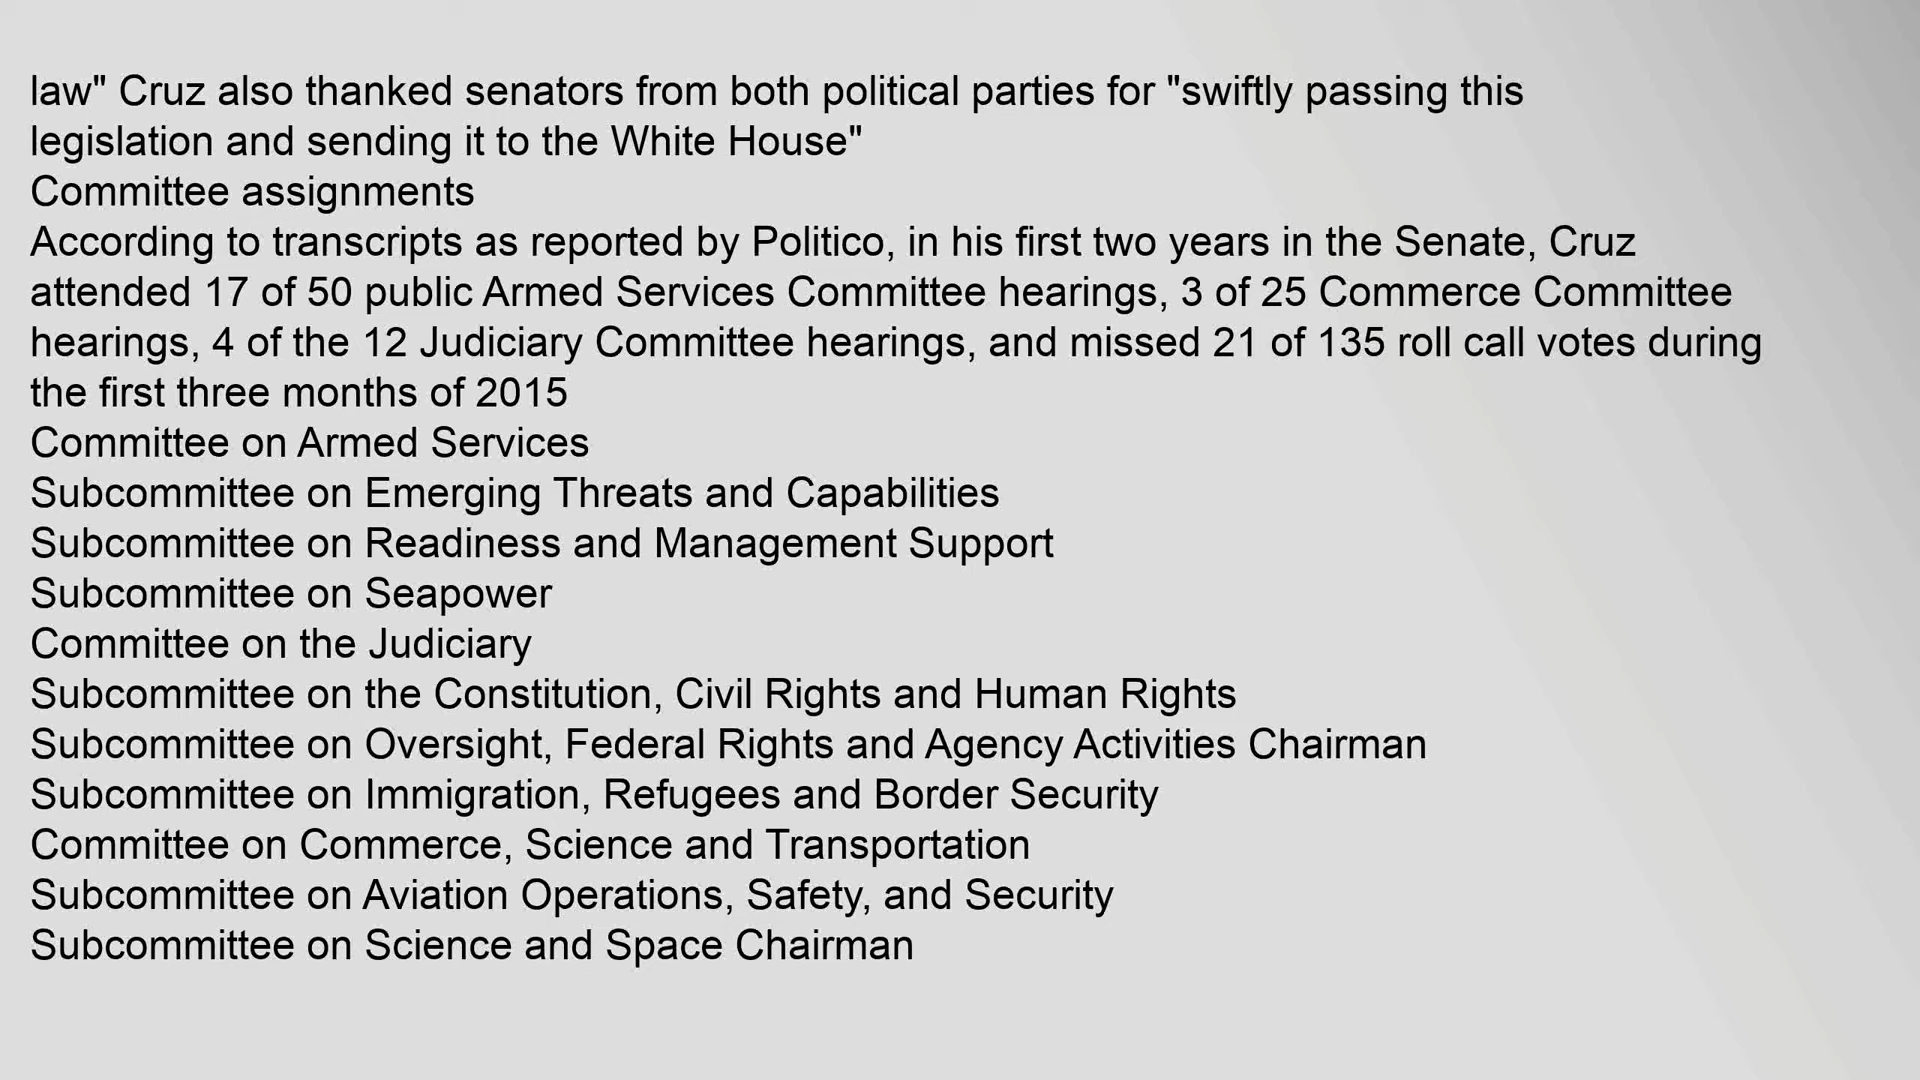 law" Cruz also thanked senators from both political parties for "swiftly passing this
legislation and sending it to the White House"
Committee assignments
According to transcripts as reported by Politico, in his first two years in the Senate, Cruz
attended 17 of 50 public Armed Services Committee hearings, 3 of 25 Commerce Committee
hearings, 4 of the 12 Judiciary Committee hearings, and missed 21 of 135 roll call votes during
the first three months of 2015
Committee on Armed Services
Subcommittee on Emerging Threats and Capabilities
Subcommittee on Readiness and Management Support
Subcommittee on Seapower
Committee on the Judiciary
Subcommittee on the Constitution, Civil Rights and Human Rights
Subcommittee on Oversight, Federal Rights and Agency Activities Chairman
Subcommittee on Immigration, Refugees and Border Security
Committee on Commerce, Science and Transportation
Subcommittee on Aviation Operations, Safety, and Security
Subcommittee on Science and Space Chairman